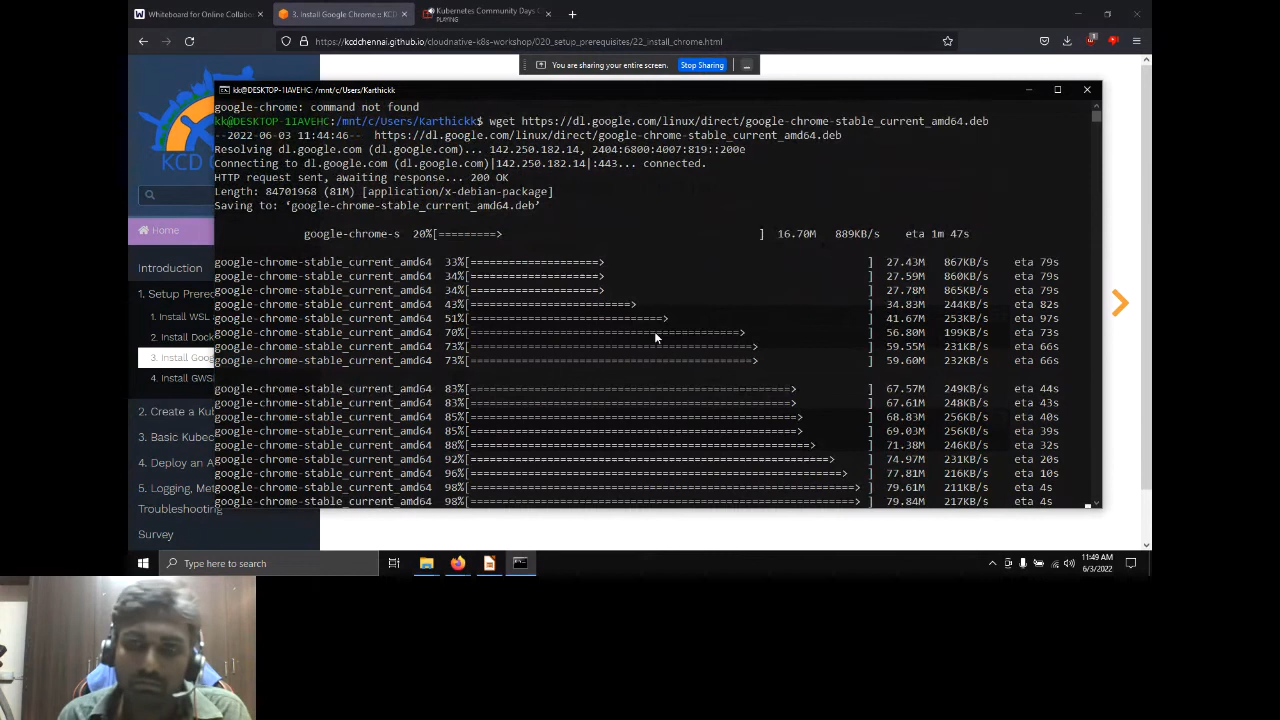 Whiteboard for Online Collabo
3. Install Google Chrome :: KCD
Kubernetes Community Days
PLAYING
https://kcdchennai.github.io/cloudnative-k8s-workshop/020_setup_prerequisites/22_install_chrome.html
1
You are sharing your entire screen.
Stop Sharing
kk@DESKTOP-1IAVEHC: /mnt/c/Users/Karthickk
google-chrome: command not found
kk@DESKTOP-1IAVEHC:/mnt/c/Users/Karthickk$ wget https://dl.google.com/linux/direct/google-chrome-stable_current_amd64.deb
--2022-06-03 11:44:46-- https://dl.google.com/linux/direct/google-chrome-stable_current_amd64.deb
Resolving dl.google.com (dl.google.com)... 142.250.182.14, 2404:6800:4007:819::200e
Connecting to dl.google.com (dl.google.com)|142.250.182.14|:443... connected.
HTTP request sent, awaiting response... 200 OK
Length: 84701968 (81M) [application/x-debian-package]
Saving to: ‘google-chrome-stable_current_amd64.deb’
google-chrome-s 20%[=========> ] 16.70M 889KB/s eta 1m 47s
google-chrome-stable_current_amd64 33%[====================> ] 27.43M 867KB/s eta 79s
google-chrome-stable_current_amd64 34%[====================> ] 27.59M 860KB/s eta 79s
google-chrome-stable_current_amd64 34%[====================> ] 27.78M 865KB/s eta 79s
google-chrome-stable_current_amd64 43%[=========================> ] 34.83M 244KB/s eta 82s
google-chrome-stable_current_amd64 51%[==============================> ] 41.67M 253KB/s eta 97s
google-chrome-stable_current_amd64 70%[==========================================> ] 56.80M 199KB/s eta 73s
google-chrome-stable_current_amd64 73%[============================================> ] 59.55M 231KB/s eta 66s
google-chrome-stable_current_amd64 73%[============================================> ] 59.60M 232KB/s eta 66s
google-chrome-stable_current_amd64 83%[==================================================> ] 67.57M 249KB/s eta 44s
google-chrome-stable_current_amd64 83%[==================================================> ] 67.61M 248KB/s eta 43s
google-chrome-stable_current_amd64 85%[===================================================> ] 68.83M 256KB/s eta 40s
google-chrome-stable_current_amd64 85%[===================================================> ] 69.03M 256KB/s eta 39s
google-chrome-stable_current_amd64 88%[=====================================================> ] 71.38M 246KB/s eta 32s
google-chrome-stable_current_amd64 92%[========================================================> ] 74.97M 231KB/s eta 20s
google-chrome-stable_current_amd64 96%[==========================================================> ] 77.81M 216KB/s eta 10s
google-chrome-stable_current_amd64 98%[============================================================> ] 79.61M 211KB/s eta 4s
google-chrome-stable_current_amd64 98%[============================================================> ] 79.84M 217KB/s eta 4s
KCD
Home
Introduction
1. Setup Prere
1. Install WSL
2. Install Dock
3. Install Goog
4. Install GWS
2. Create a Ku
3. Basic Kubec
4. Deploy an A
5. Logging, Met
Troubleshooting
Survey
Type here to search
11:49 AM
6/3/2022